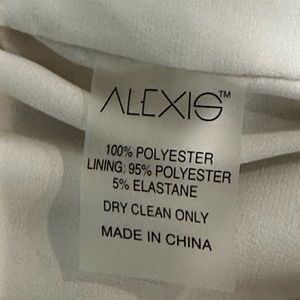 ALEXIS™
100% POLYESTER
LINING: 95% POLYESTER
5% ELASTANE
DRY CLEAN ONLY
MADE IN CHINA